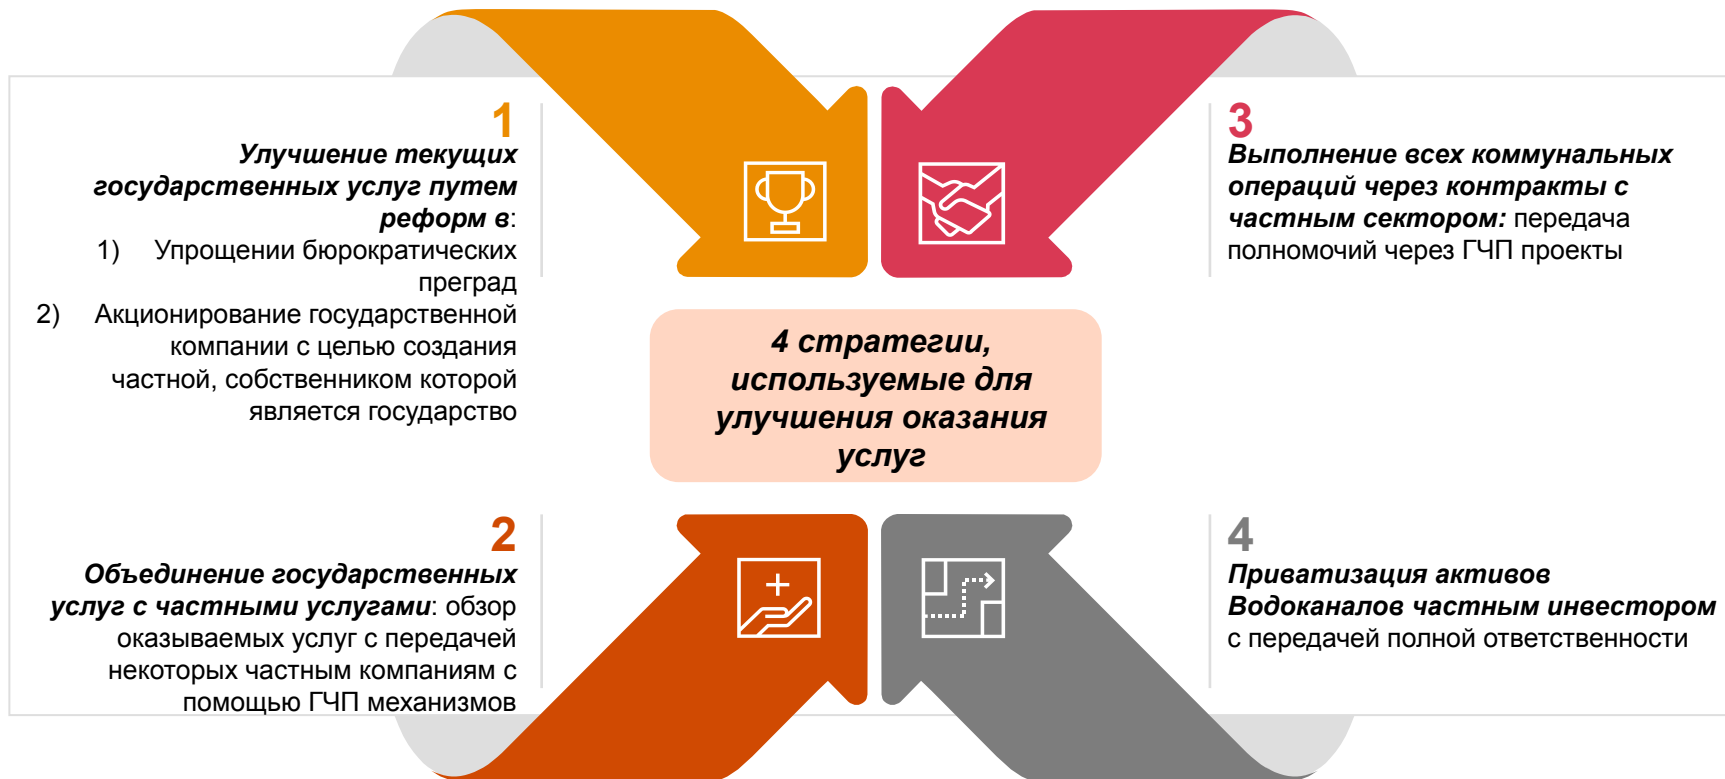 1
Улучшение текущих
государственных услуг путем
реформ в:
1) Упрощении бюрократических
преград
2) Акционирование государственной
компании с целью создания
частной, собственником которой
является государство
2
Объединение государственных
услуг с частными услугами: обзор
оказываемых услуг с передачей
некоторых частным компаниям с
помощью ГЧП механизмов
4 стратегии,
используемые для
улучшения оказания
услуг
3
Выполнение всех коммунальных
операций через контракты с
частным сектором: передача
полномочий через ГЧП проекты
4
Приватизация активов
Водоканалов частным инвестором
с передачей полной ответственности